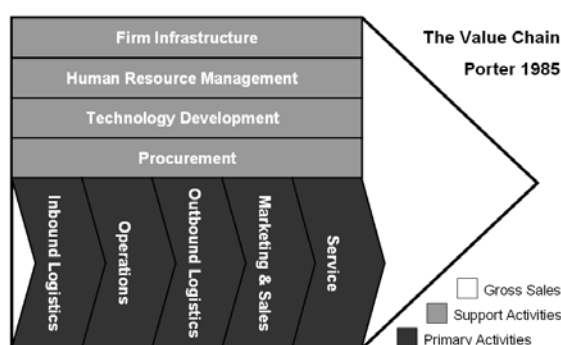 Firm Infrastructure
Human Resource Management
Technology Development
Procurement
Inbound Logistics
Operations
Outbound Logistics
Marketing & Sales
Service
The Value Chain
Porter 1985
Gross Sales
Support Activities
Primary Activities